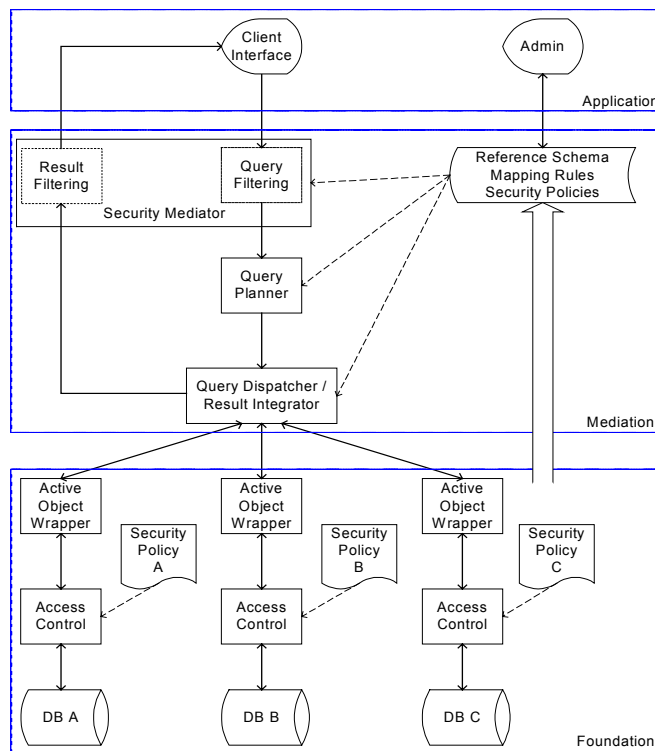 Client
Interface
Admin
Application
Result
Filtering
Query
Filtering
Security Mediator
Reference Schema
Mapping Rules
Security Policies
Query
Planner
Query Dispatcher /
Result Integrator
Mediation
Active
Object
Wrapper
Security
Policy
A
Access
Control
DB A
Active
Object
Wrapper
Security
Policy
B
Access
Control
DB B
Active
Object
Wrapper
Security
Policy
C
Access
Control
DB C
Foundation